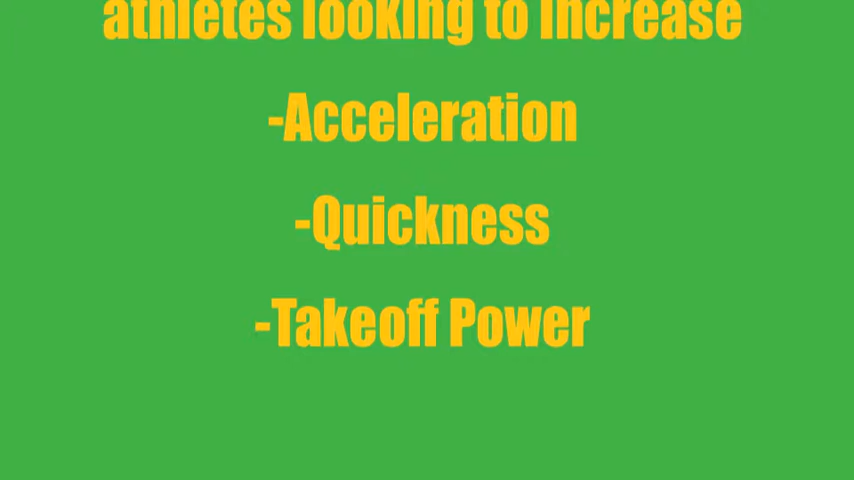 athletes looking to increase
-Acceleration
-Quickness
-Takeoff Power